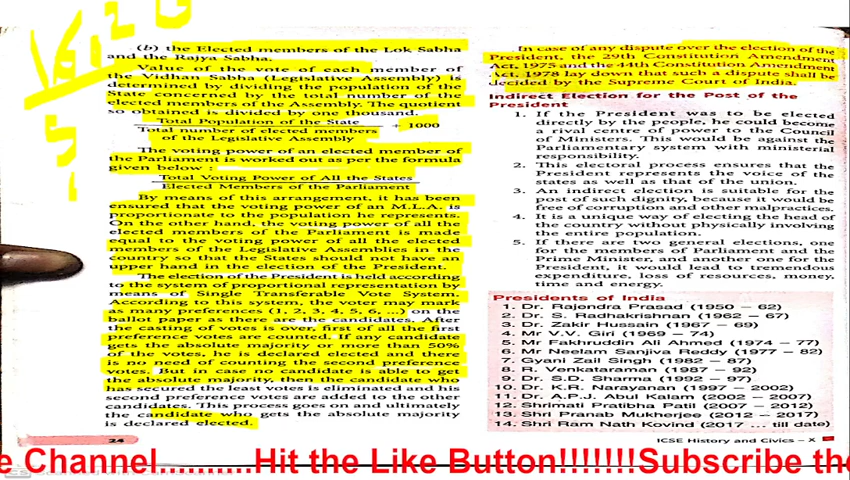 (b) the Elected members of the Lok Sabha
and the Rajya Sabha.
Value of the vote of each member of
the Vidhan Sabha (Legislative Assembly) is
determined by dividing the population of the
State concerned by the total number of the
elected members of the Assembly. The quotient
so obtained is divided by one thousand.
Total Population of the State
÷ 1000
Total number of elected members
of the Legislative Assembly
The voting power of an elected member of
the Parliament is worked out as per the formula
given below :
Total Voting Power of All the States
Elected Members of the Parliament
By means of this arrangement, it has been
ensured that the voting power of an M.L.A. is
proportionate to the population he represents.
On the other hand, the voting power of all the
elected members of the Parliament is made
equal to the voting power of all the elected
members of the Legislative Assemblies in the
country so that the States should not have an
upper hand in the election of the President.
The election of the President is held according
to the system of proportional representation by
means of Single Transferable Vote System.
According to this system, the voter may mark
as many preferences (1, 2, 3, 4, 5, 6, ...) on the
ballot paper as there are the candidates. After
the casting of votes is over, first of all the first
preference votes are counted. If any candidate
gets the absolute majority or more than 50%
of the votes, he is declared elected and there
is no need of counting the second preference
votes. But in case no candidate is able to get
the absolute majority, then the candidate who
has secured the least votes is eliminated and his
second preference votes are added to the other
candidates. This process goes on and ultimately
the candidate who gets the absolute majority
is declared elected.
24
In case of any dispute over the election of the
President, the 29th Constitution Amendment
Act, 1975 and the 44th Constitution Amendment
Act, 1978 lay down that such a dispute shall be
decided by the Supreme Court of India.
Indirect Election for the Post of the
President
1. If the President was to be elected
directly by the people, he could become
a rival centre of power to the Council
of Ministers. This would be against the
Parliamentary system with ministerial
responsibility.
2. This electoral process ensures that the
President represents the voice of the
states as well as that of the union.
3. An indirect election is suitable for the
post of such dignity, because it would be
free of corruption and other malpractices.
4. It is a unique way of electing the head of
the country without physically involving
the entire population.
5. If there are two general elections, one
for the members of Parliament and the
Prime Minister, and another one for the
President, it would lead to tremendous
expenditure, loss of resources, money,
time and energy.
Presidents of India
1. Dr. Rajendra Prasad (1950 – 62)
2. Dr. S. Radhakrishnan (1962 – 67)
3. Dr. Zakir Hussain (1967 – 69)
4. Mr V.V. Giri (1969 – 74)
5. Mr Fakhruddin Ali Ahmed (1974 – 77)
6. Mr Neelam Sanjiva Reddy (1977 – 82)
7. Gyani Zail Singh (1982 – 87)
8. R. Venkataraman (1987 – 92)
9. Dr. S.D. Sharma (1992 – 97)
10. Dr. K.R. Narayanan (1997 – 2002)
11. Dr. A.P.J. Abul Kalam (2002 – 2007)
12. Shrimati Pratibha Patil (2007 – 2012)
13. Shri Pranab Mukherjee (2012 – 2017)
14. Shri Ram Nath Kovind (2017 ... till date)
ICSE History and Civics – X
e Channel ..........Hit the Like Button!!!!!!!Subscribe the